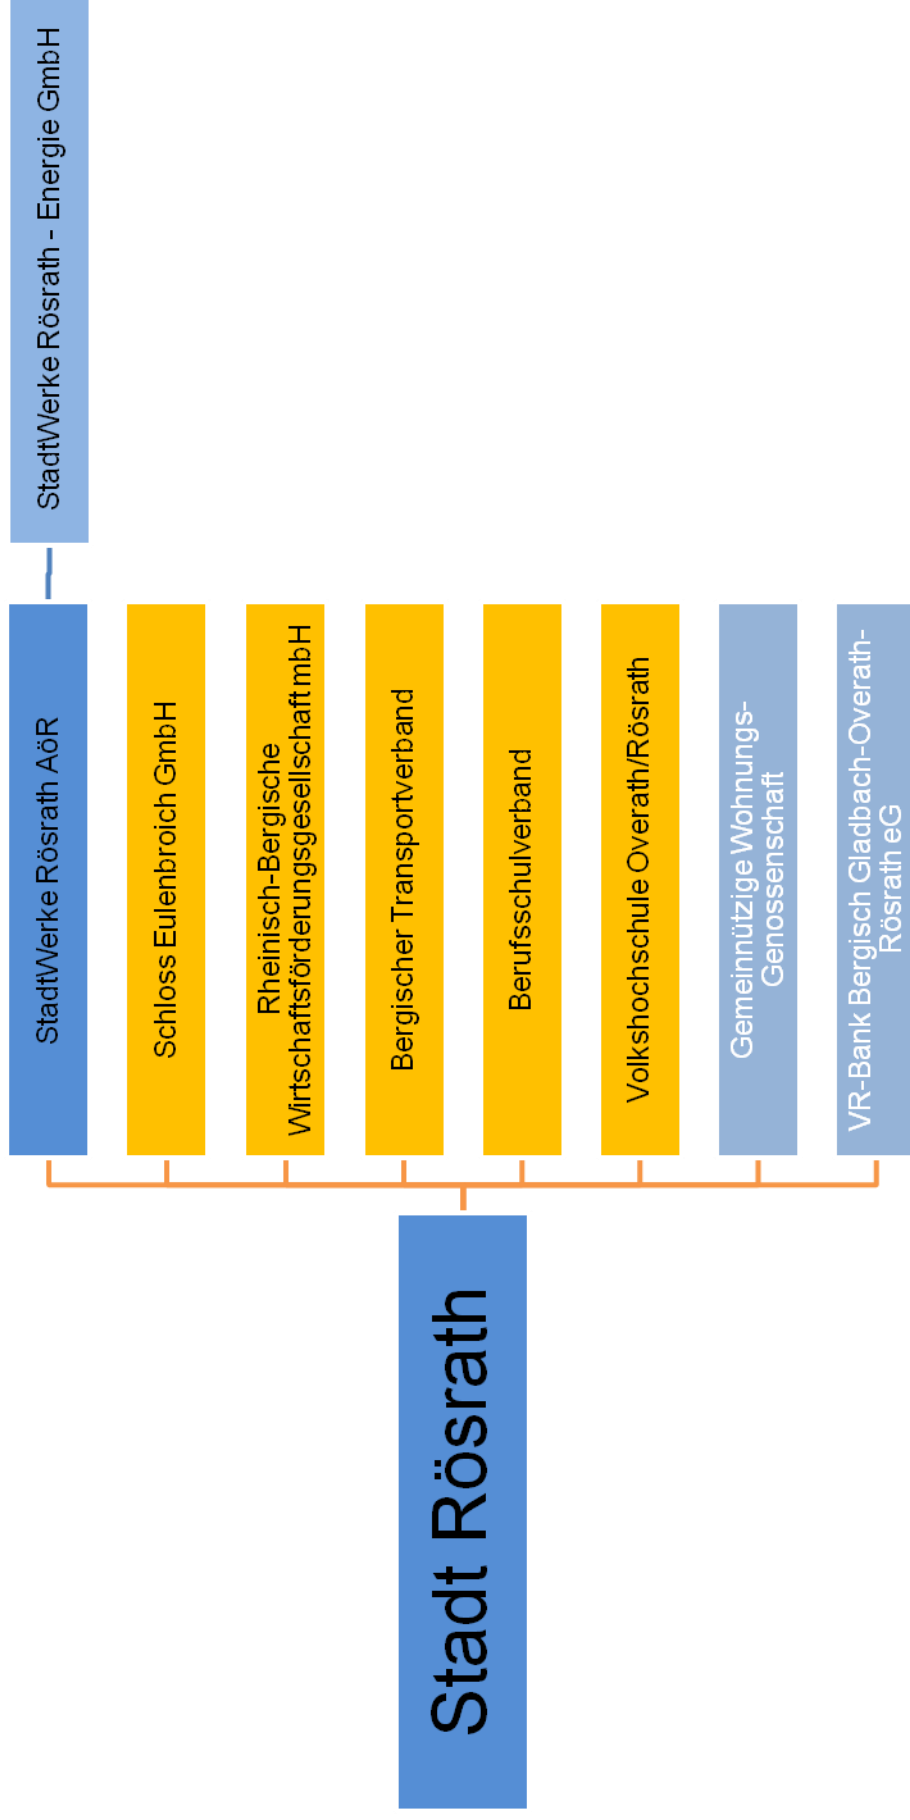 Stadt Rösrath
StadtWerke Rösrath AöR
StadtWerke Rösrath - Energie GmbH
Schloss Eulenbroich GmbH
Rheinisch-Bergische
Wirtschaftsförderungsgesellschaft mbH
Bergischer Transportverband
Berufsschulverband
Volkshochschule Overath/Rösrath
Gemeinnützige Wohnungs-
Genossenschaft
VR-Bank Bergisch Gladbach-Overath-
Rösrath eG